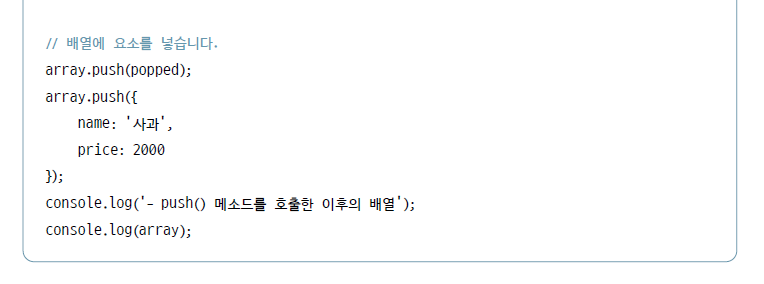 // 배열에 요소를 넣습니다.
array.push(popped);
array.push({
    name: '사과',
    price: 2000
});
console.log('- push() 메소드를 호출한 이후의 배열');
console.log(array);